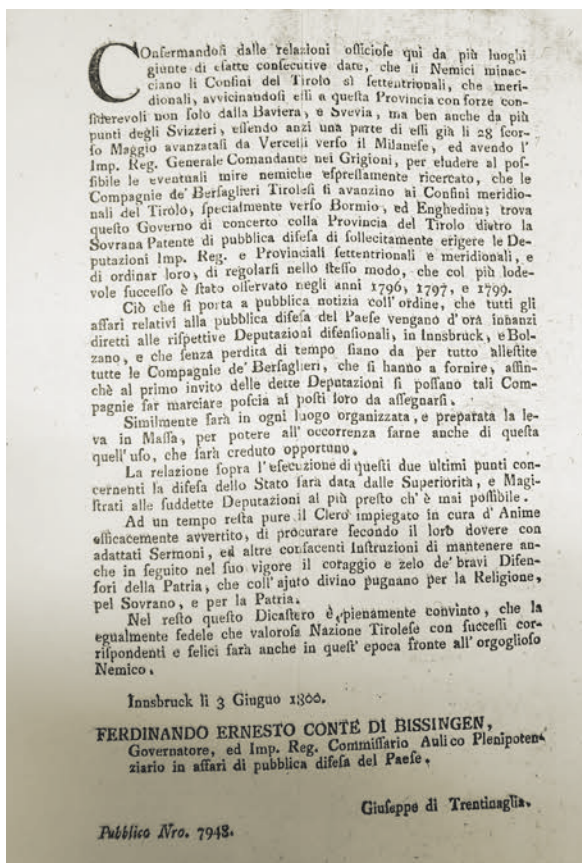 COnfermandoſi dalle relazioni officioſe qui da più luoghi
giunte di eſatte conſecutive date, che li Nemici minac-
ciano li Confini del Tirolo sì ſettentrionali, che meri-
dionali, avvicinandoſi eſſi a queſta Provincia con forze con-
ſiderevoli non ſolo dalla Baviera, e Svevia, ma ben anche da più
punti degli Svizzeri, eſſendo anzi una parte di eſſi già li 28 ſcor-
ſo Maggio avanzataſi da Vercelli verſo il Milaneſe, ed avendo l'
Imp. Reg. Generale Comandante nei Grigioni, per eludere al poſ-
ſibile le eventuali mire nemiche eſpreſſamente ricercato, che le
Compagnie de' Berſaglieri Tiroleſi ſi avanzino ai Confini meridio-
nali del Tirolo, ſpecialmente verſo Bormio, ed Enghedina; trova
queſto Governo di concerto colla Provincia del Tirolo dietro la
Sovrana Patente di pubblica difeſa di ſollecitamente erigere le De-
putazioni Imp. Reg. e Provinciali ſettentrionali e meridionali, e
di ordinar loro, di regolarſi nello ſteſſo modo, che col più lode-
vole ſucceſſo è ſtato oſſervato negli anni 1796, 1797, e 1799.
Ciò che ſi porta a pubblica notizia coll' ordine, che tutti gli
affari relativi alla pubblica difeſa del Paeſe vengano d'ora innanzi
diretti alle riſpettive Deputazioni difenſionali, in Innsbruck, e Bol-
zano, e che ſenza perdita di tempo ſiano da per tutto alleſtite
tutte le Compagnie de' Berſaglieri, che ſi hanno a fornire, affin-
chè al primo invito delle dette Deputazioni ſi poſſano tali Com-
pagnie far marciare poſcia ai poſti loro da aſſegnarſi.
Similmente farà in ogni luogo organizzata, e preparata la le-
va in Maſſa, per potere all' occorrenza farne anche di queſta
quell' uſo, che ſarà creduto opportuno.
La relazione ſopra l'eſecuzione di queſti due ultimi punti con-
cernenti la difeſa dello Stato ſarà data dalle Superiorità, e Magi-
ſtrati alle ſuddette Deputazioni al più preſto ch' è mai poſſibile.
Ad un tempo reſta pure il Clero impiegato in cura d' Anime
efficacemente avvertito, di procurare ſecondo il loro dovere con
adattati Sermoni, ed altre confacenti Inſtruzioni di mantenere an-
che in ſeguito nel ſuo vigore il coraggio e zelo de' bravi Difen-
ſori della Patria, che coll' ajuto divino pugnano per la Religione,
pel Sovrano, e per la Patria.
Nel reſto queſto Dicaſtero è pienamente convinto, che la
egualmente fedele che valoroſa Nazione Tiroleſe con ſucceſſi cor-
riſpondenti e felici farà anche in queſt' epoca fronte all' orgoglioſo
Nemico.
Innsbruck li 3 Giugno 1800.
FERDINANDO ERNESTO CONTE DI BISSINGEN,
Governatore, ed Imp. Reg. Commiſſario Aulico Plenipoten-
ziario in affari di pubblica difeſa del Paeſe.
Giuſeppe di Trentinaglia.
Pubblico Nro. 7948.